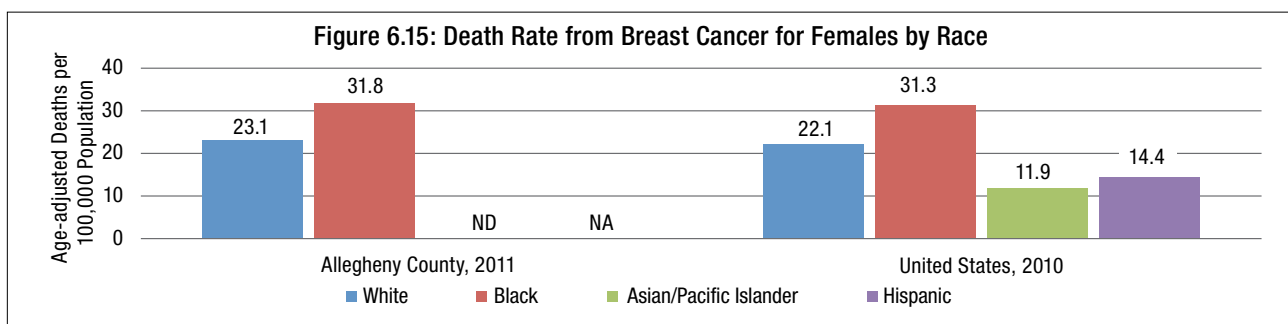 Figure 6.15: Death Rate from Breast Cancer for Females by Race
Age-adjusted Deaths per
100,000 Population
40
30
20
10
0
23.1
31.8
ND
NA
22.1
31.3
11.9
14.4
Allegheny County, 2011
United States, 2010
White
Black
Asian/Pacific Islander
Hispanic